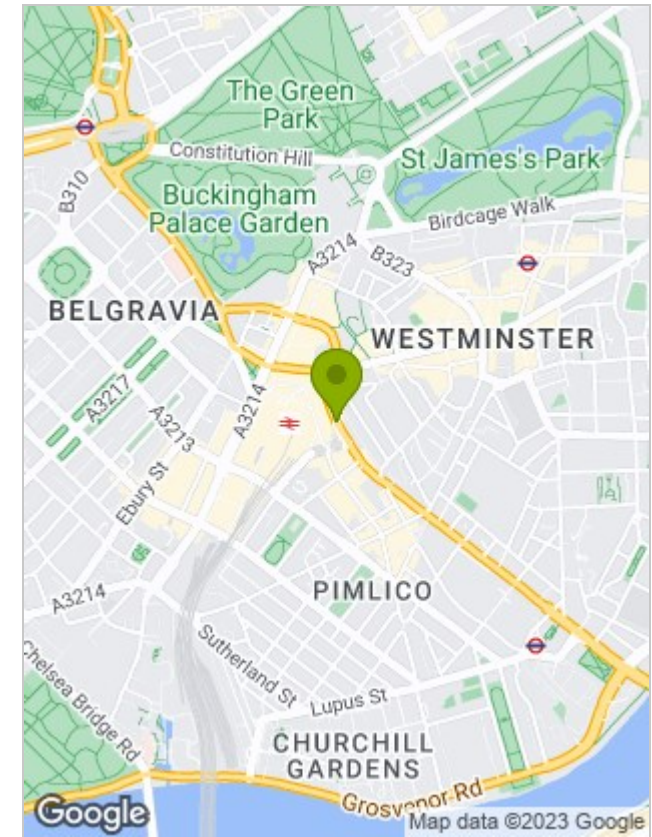 The Green
Park
Constitution Hill
St James's Park
B310
Buckingham
Palace Garden
Birdcage Walk
A3214
B323
BELGRAVIA
WESTMINSTER
A3217
A3213
A3214
Ebury St
A3214
PIMLICO
Sutherland St
Chelsea Bridge Rd
Lupus St
CHURCHILL
GARDENS
Grosvenor Rd
Google
Map data ©2023 Google